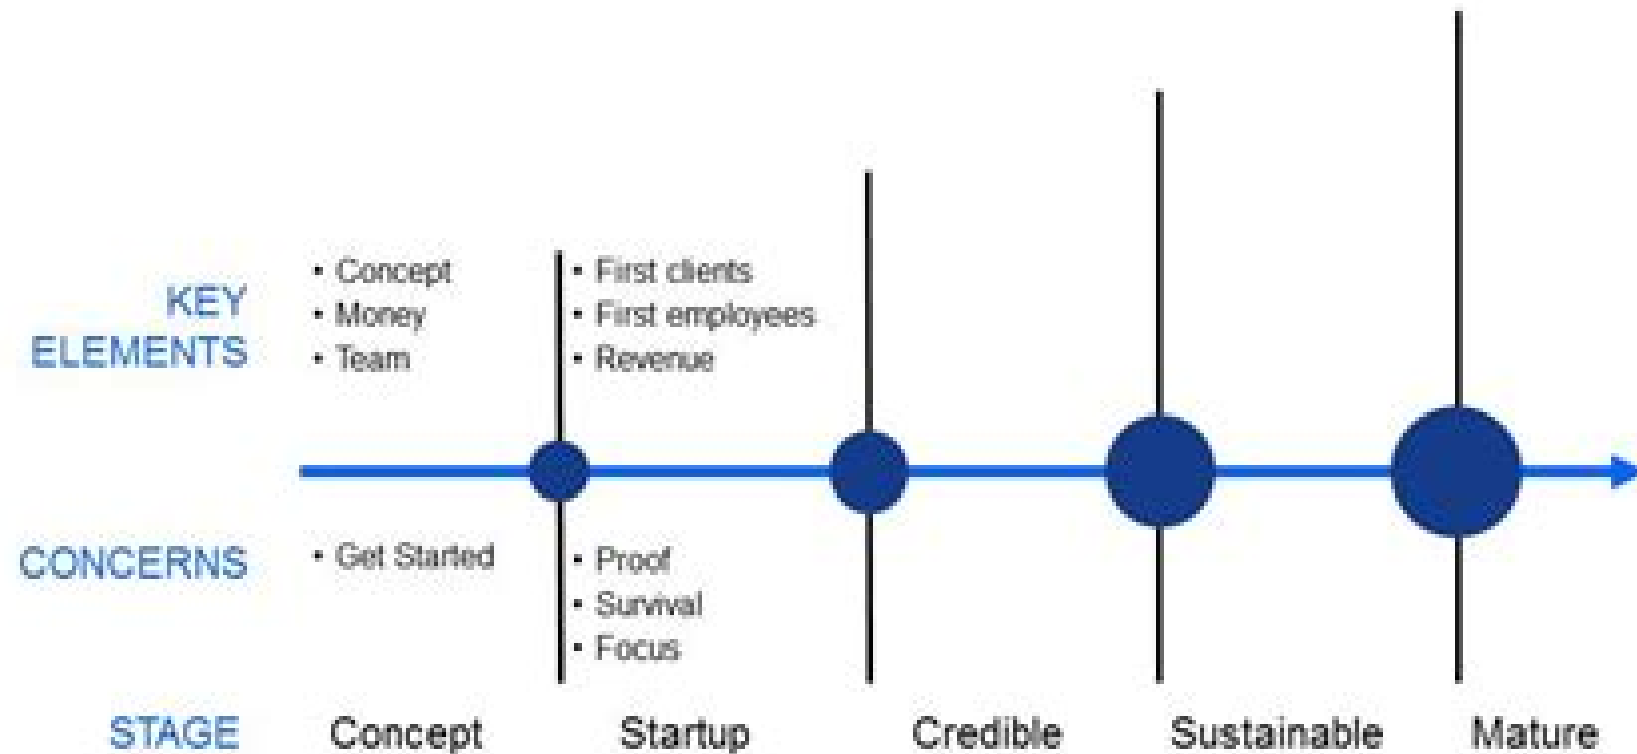 KEY
ELEMENTS
• Concept
• Money
• Team
• First clients
• First employees
• Revenue
CONCERNS
• Get Started
• Proof
• Survival
• Focus
STAGE
Concept
Startup
Credible
Sustainable
Mature